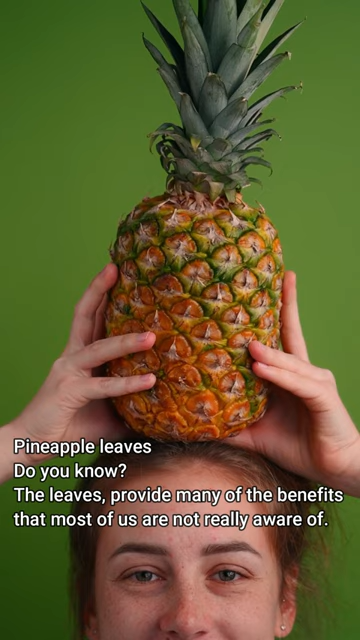 Pineapple leaves
Do you know?
The leaves, provide many of the benefits
that most of us are not really aware of.